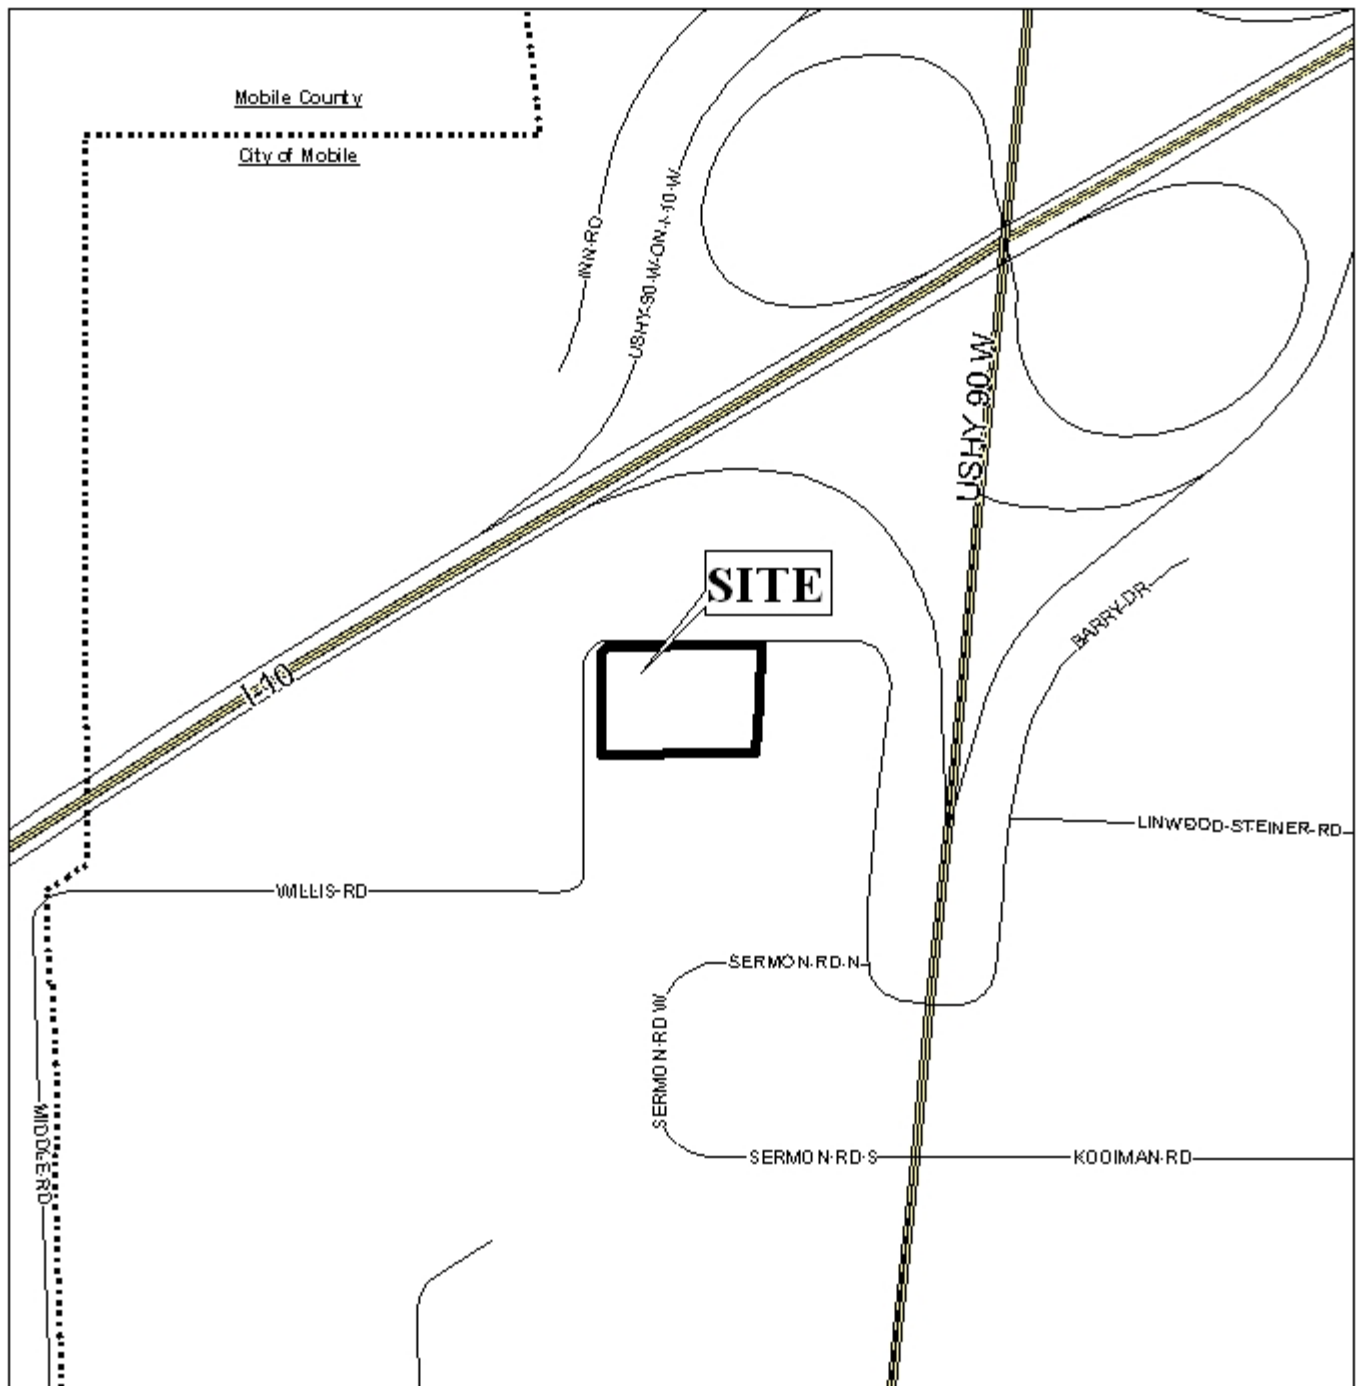 Mobile County
City of Mobile
INN RD
USHY 90 W ON I-10 W
USHY 90 W
SITE
BARRY DR
I-10
LINWOOD STEINER RD
WILLIS RD
SERMON RD N
SERMON RD W
MIDDLE RD
SERMON RD S
KOOIMAN RD